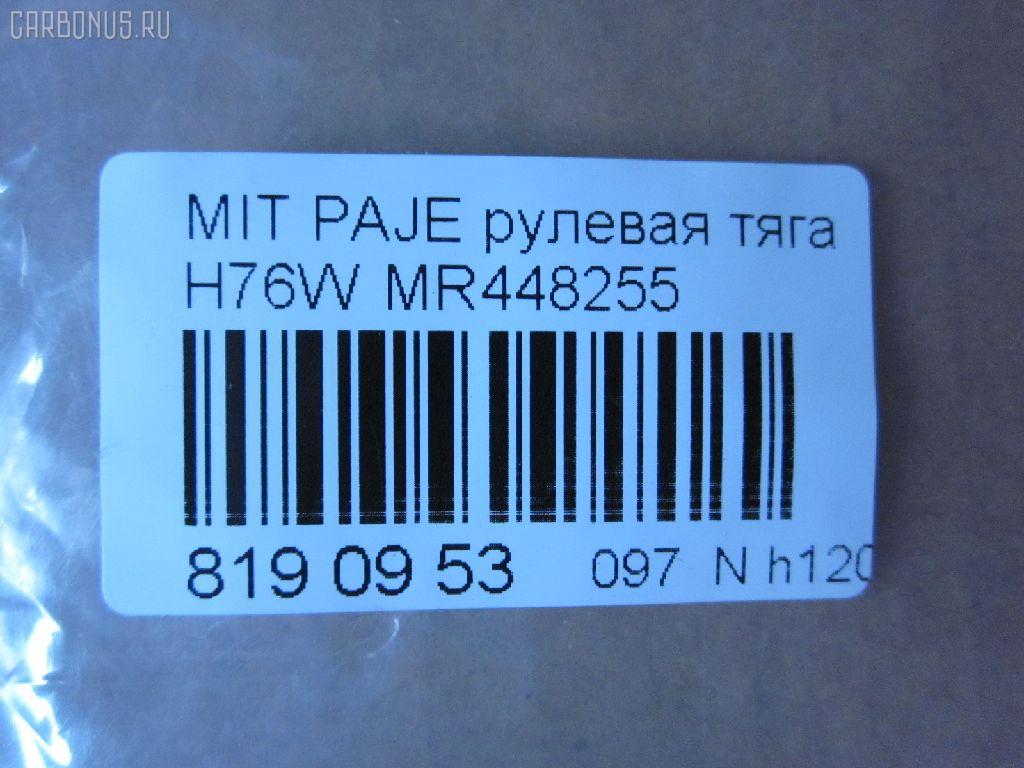 CARBONUS.RU
MIT PAJE рулевая тяга
H76W MR448255
819 09 53 097 N h120